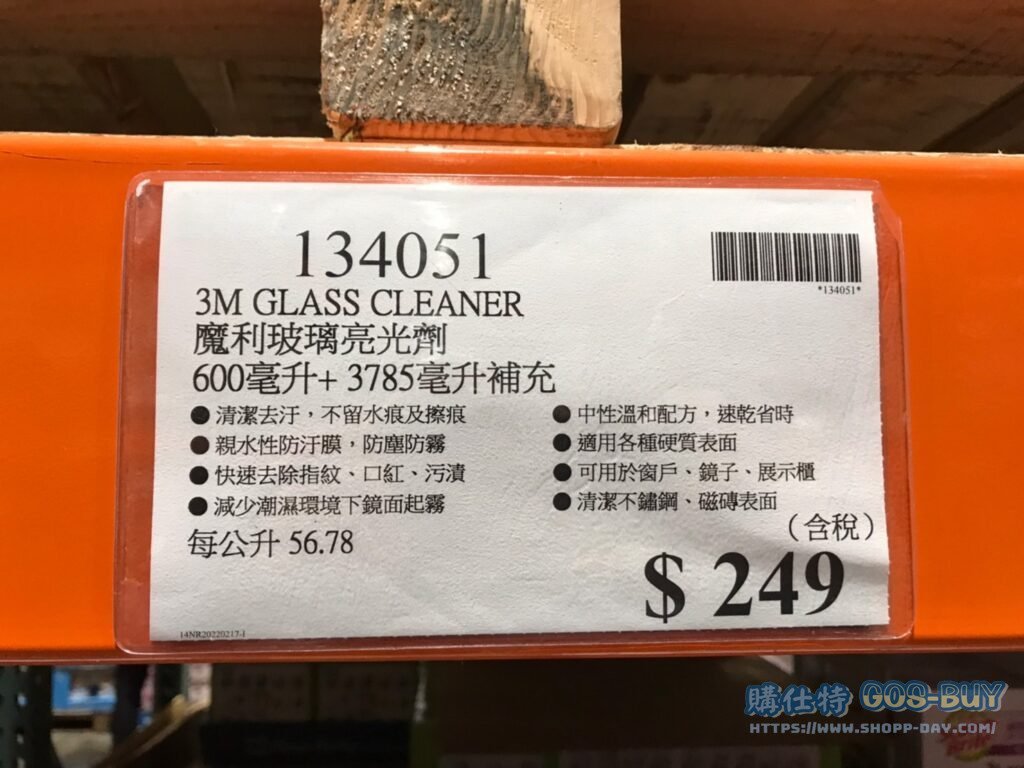 134051
*134051*
3M GLASS CLEANER
魔利玻璃亮光劑
600毫升+ 3785毫升補充
●清潔去汙，不留水痕及擦痕
●親水性防汙膜，防塵防霧
●快速去除指紋、口紅、污漬
●減少潮濕環境下鏡面起霧
●中性溫和配方，速乾省時
●適用各種硬質表面
●可用於窗戶、鏡子、展示櫃
●清潔不鏽鋼、磁磚表面
每公升 56.78
（含稅）
$ 249
14NR20220217-1
購仕特 GOS-BUY
HTTPS://WWW.SHOPP-DAY.COM/